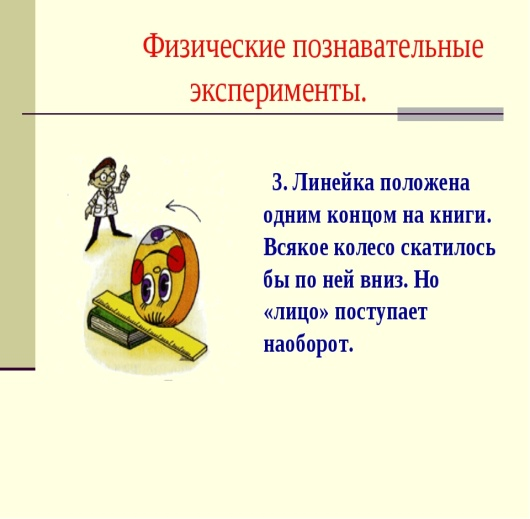 Физические познавательные
эксперименты.
3. Линейка положена
одним концом на книги.
Всякое колесо скатилось
бы по ней вниз. Но
«лицо» поступает
наоборот.